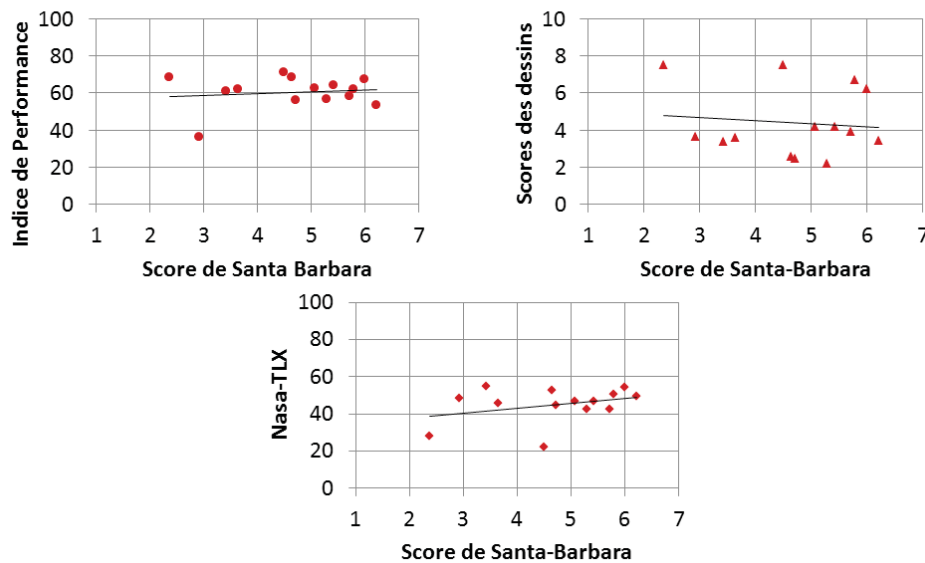 Indice de Performance
100
80
60
40
20
0
1 2 3 4 5 6 7
Score de Santa Barbara
Scores des dessins
10
8
6
4
2
0
1 2 3 4 5 6 7
Score de Santa-Barbara
Nasa-TLX
100
80
60
40
20
0
1 2 3 4 5 6 7
Score de Santa-Barbara